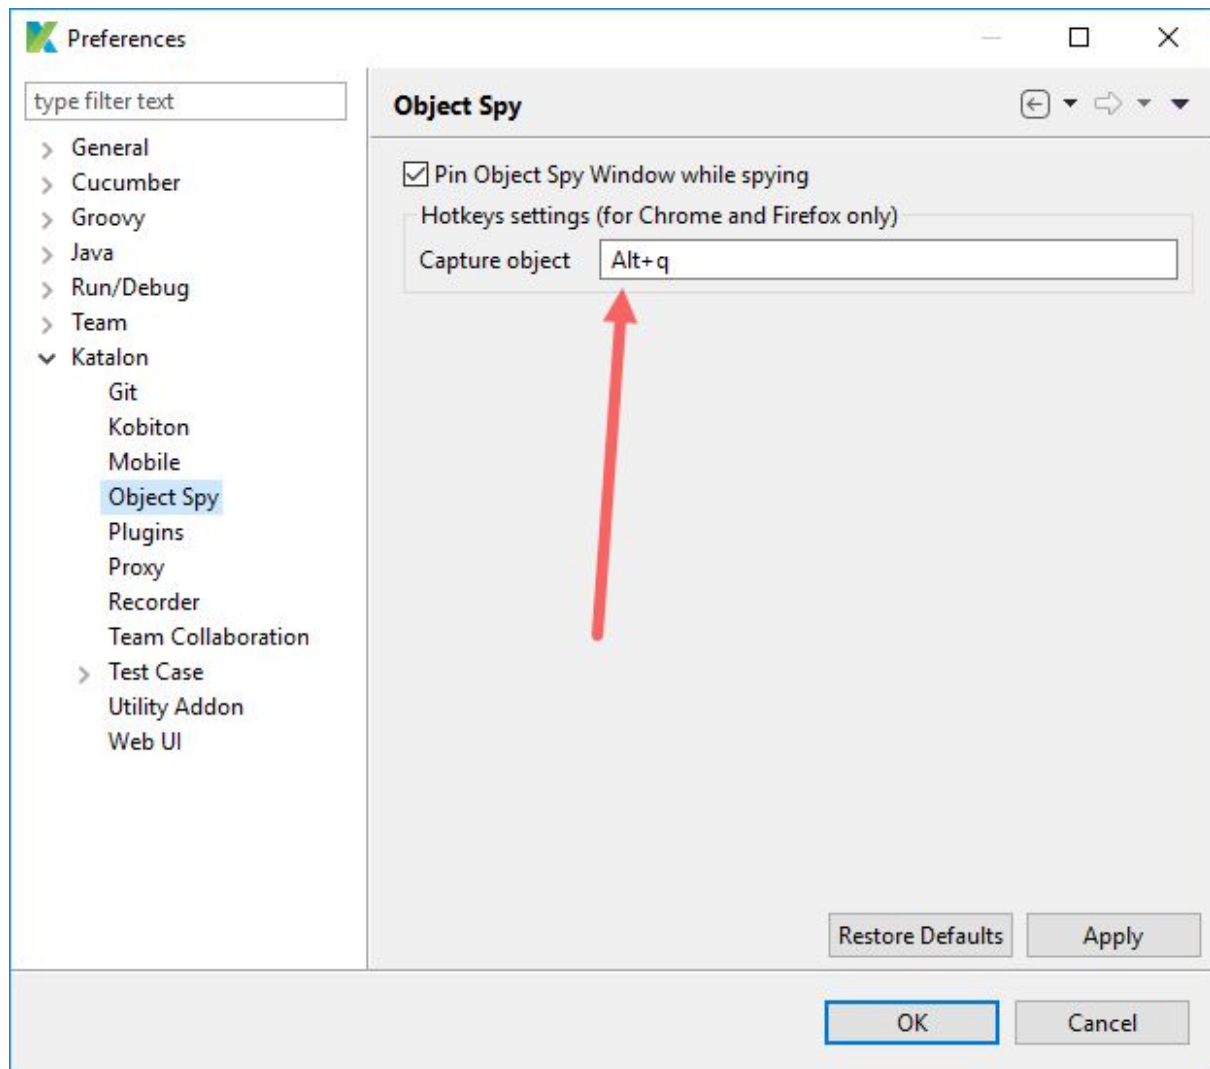 Preferences
type filter text
General
Cucumber
Groovy
Java
Run/Debug
Team
Katalon
Git
Kobiton
Mobile
Object Spy
Plugins
Proxy
Recorder
Team Collaboration
Test Case
Utility Addon
Web UI
Object Spy
Pin Object Spy Window while spying
Hotkeys settings (for Chrome and Firefox only)
Capture object Alt+q
Restore Defaults Apply
OK Cancel